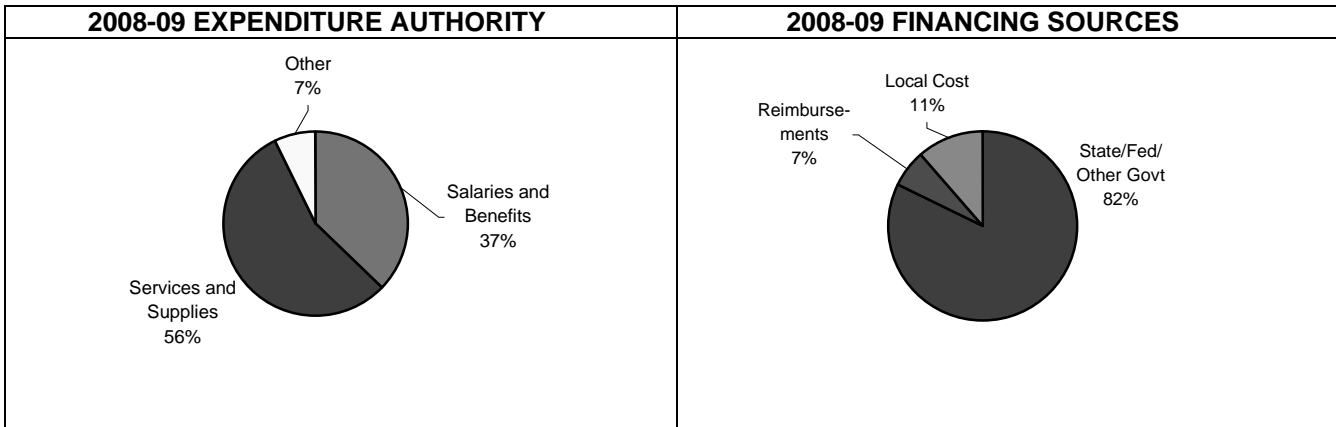 2008-09 EXPENDITURE AUTHORITY
Other
7%
Salaries and
Benefits
37%
Services and
Supplies
56%
2008-09 FINANCING SOURCES
Local Cost
11%
Reimburse-
ments
7%
State/Fed/
Other Govt
82%